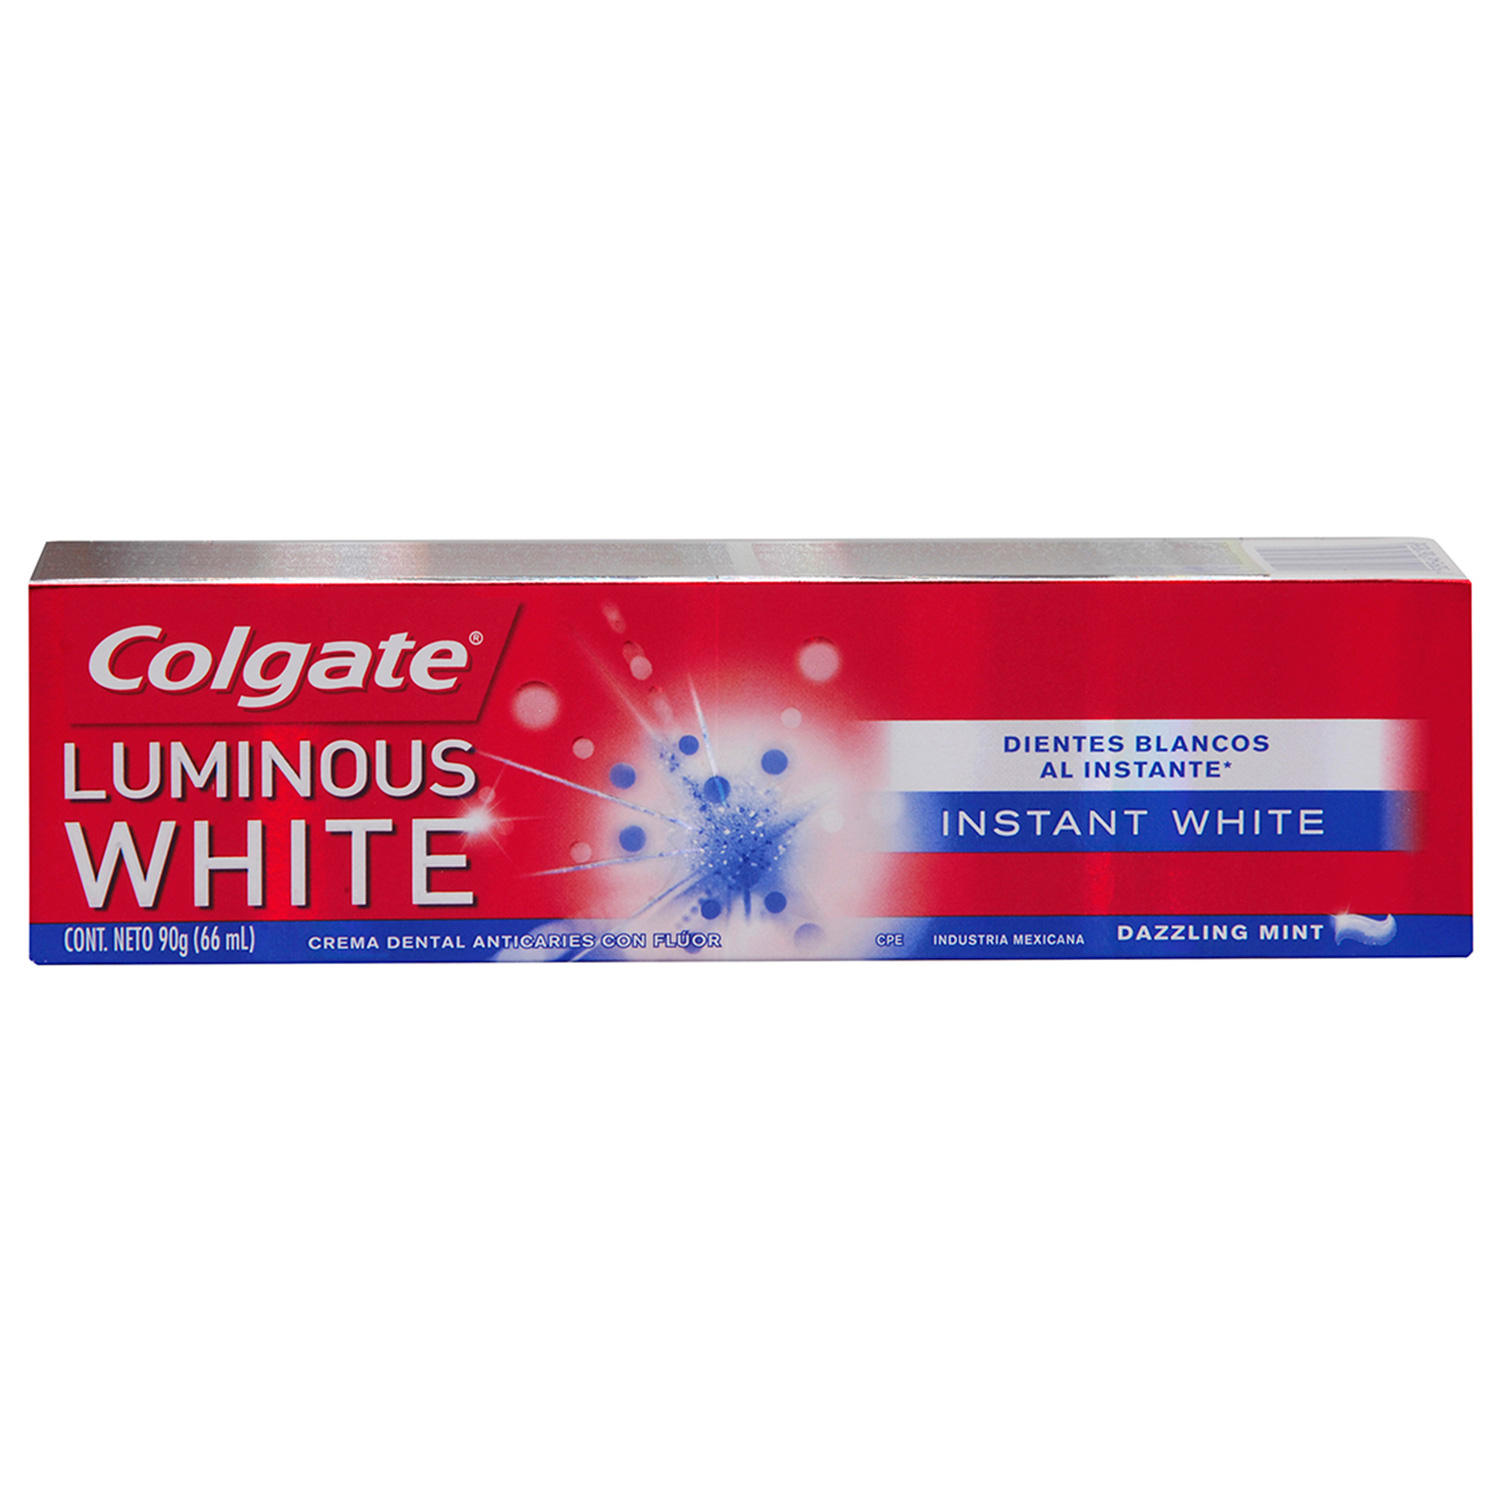 Colgate®
LUMINOUS
WHITE
DIENTES BLANCOS
AL INSTANTE*
INSTANT WHITE
CONT. NETO 90g (66 mL)
CREMA DENTAL ANTICARIES CON FLÚOR
CPE
INDUSTRIA MEXICANA
DAZZLING MINT